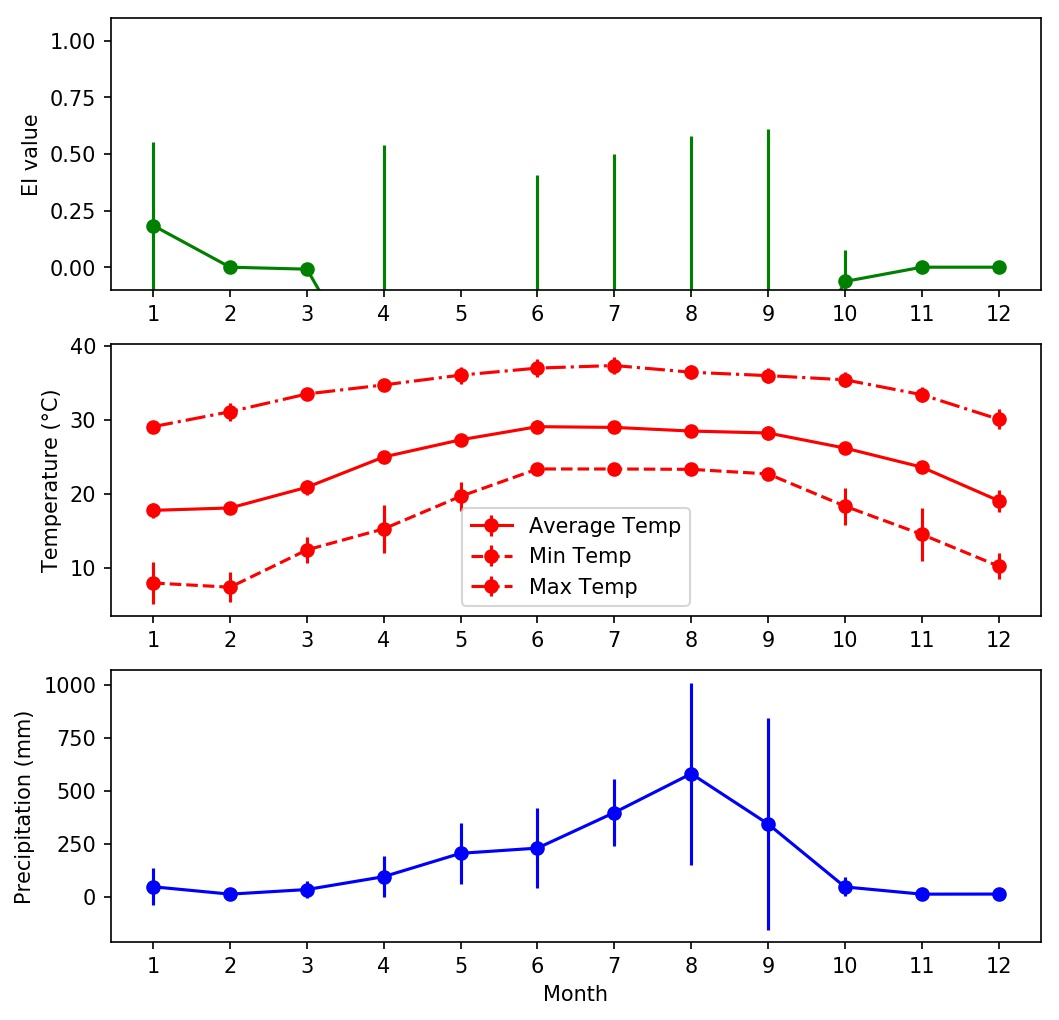 1.00
0.75
0.50
0.25
0.00
EI value
1 2 3 4 5 6 7 8 9 10 11 12
40
30
20
10
Temperature (°C)
Average Temp
Min Temp
Max Temp
1 2 3 4 5 6 7 8 9 10 11 12
1000
750
500
250
0
Precipitation (mm)
1 2 3 4 5 6 7 8 9 10 11 12
Month